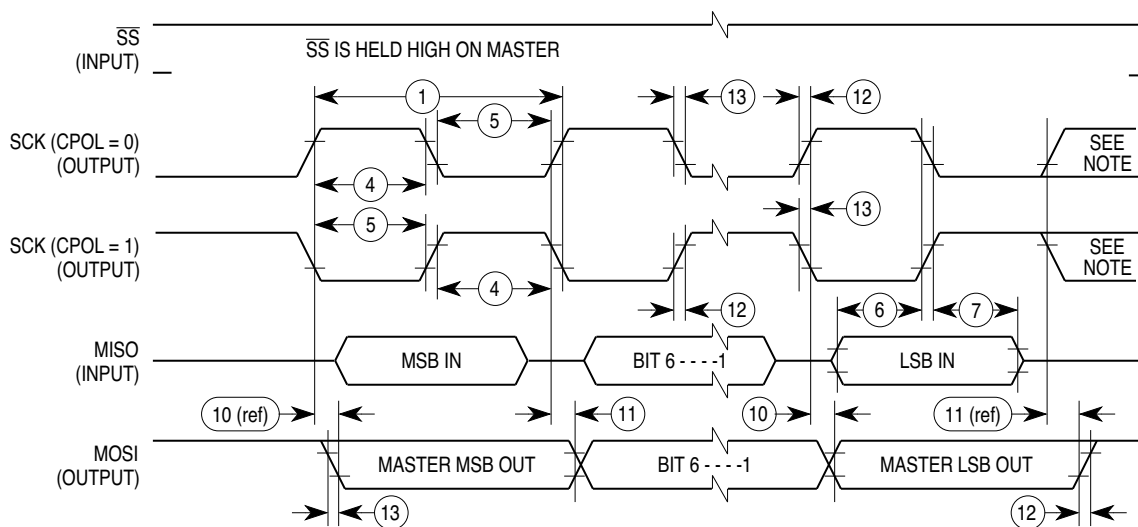 SS
(INPUT)
SS IS HELD HIGH ON MASTER
1
13
12
5
SCK (CPOL = 0)
(OUTPUT)
SEE
NOTE
4
13
5
SCK (CPOL = 1)
(OUTPUT)
SEE
NOTE
4
12
6
7
MISO
(INPUT)
MSB IN
BIT 6 - - - -1
LSB IN
10 (ref)
11
10
11 (ref)
MOSI
(OUTPUT)
MASTER MSB OUT
BIT 6 - - - -1
MASTER LSB OUT
13
12